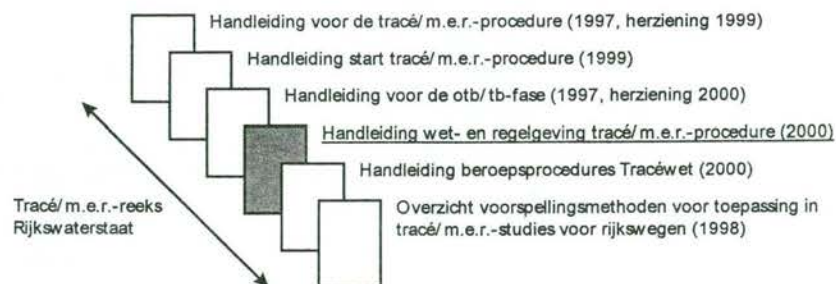 Handleiding voor de tracé/m.e.r.-procedure (1997, herziening 1999)
Handleiding start tracé/m.e.r.-procedure (1999)
Handleiding voor de otb/tb-fase (1997, herziening 2000)
Handleiding wet- en regelgeving tracé/m.e.r.-procedure (2000)
Handleiding beroepsprocedures Tracéwet (2000)
Tracé/m.e.r.-reeks
Rijkswaterstaat
Overzicht voorspellingsmethoden voor toepassing in
tracé/m.e.r.-studies voor rijkswegen (1998)